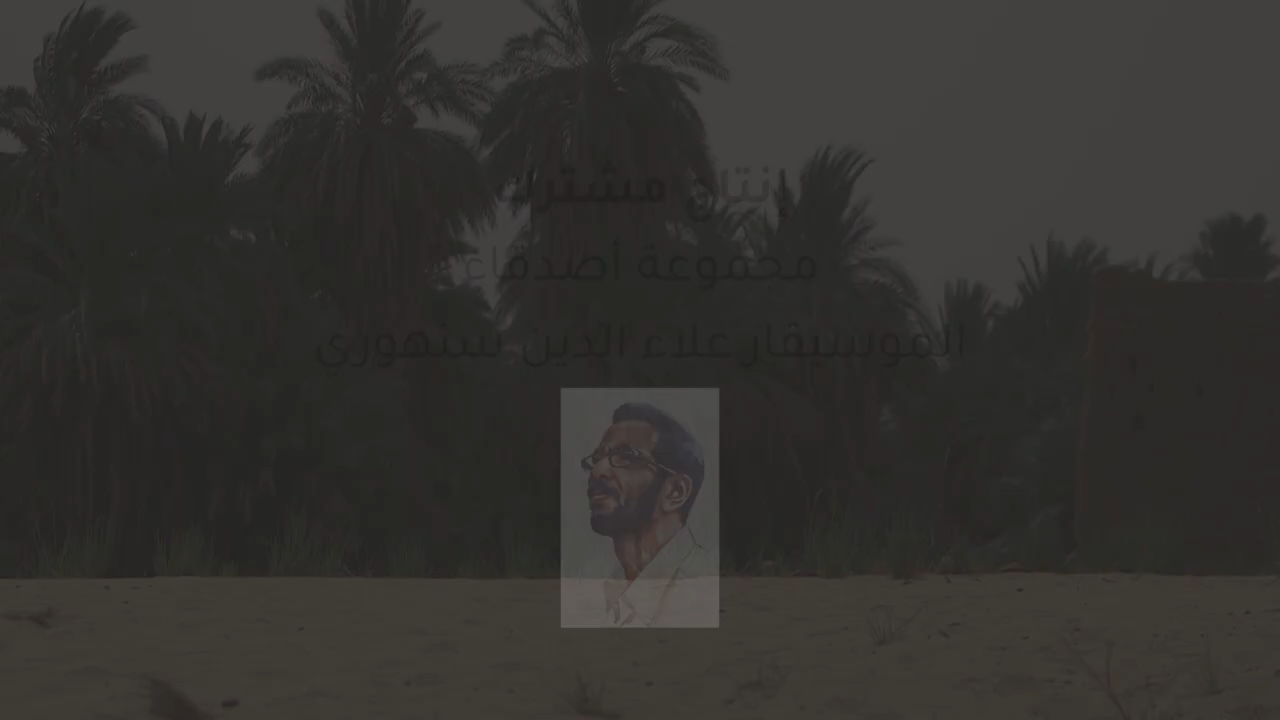 إنتاج مشترك
مجموعة أصدقاء
الموسيقار علاء الدين سنهوري